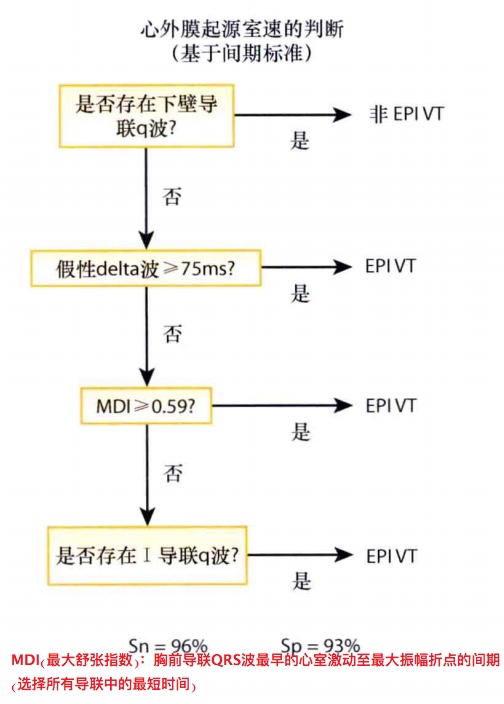 心外膜起源室速的判断
（基于间期标准）
是否存在下壁导
联q波?
是
非 EPI VT
否
假性delta波≥75ms?
是
EPI VT
否
MDI≥0.59?
是
EPI VT
否
是否存在 I 导联q波?
是
EPI VT
Sn = 96% Sp = 93%
MDI（最大舒张指数）：胸前导联QRS波最早的心室激动至最大振幅折点的间期
（选择所有导联中的最短时间）